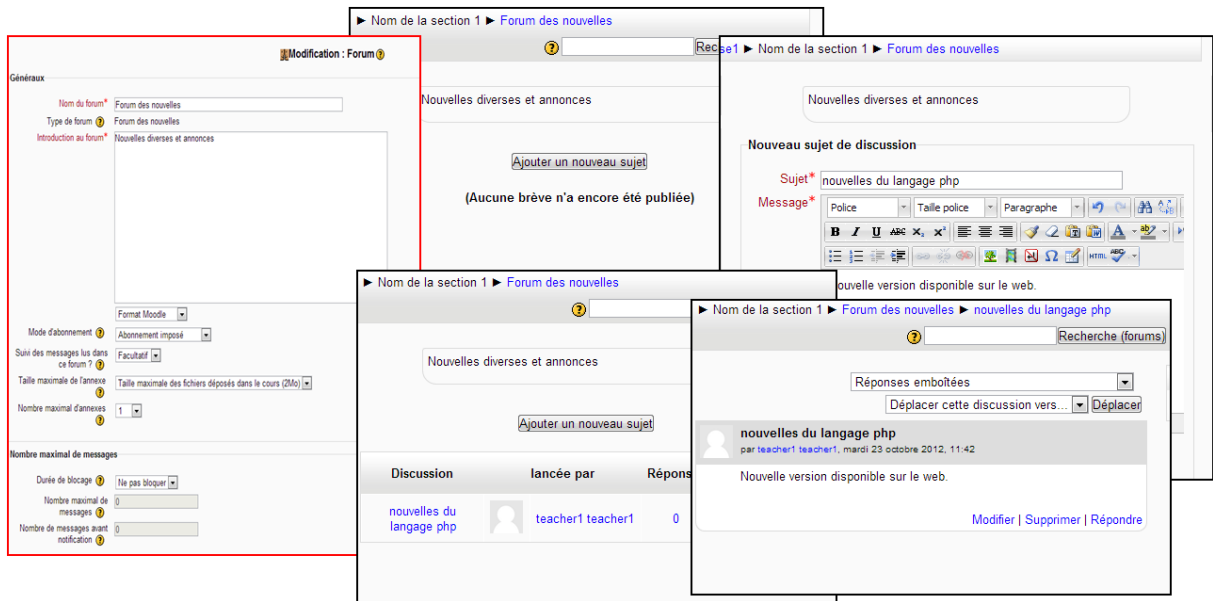 Modification : Forum
Généraux
Nom du forum* Forum des nouvelles
Type de forum Forum des nouvelles
Introduction au forum* Nouvelles diverses et annonces
Format Moodle
Mode d'abonnement Abonnement imposé
Suivi des messages lus dans
ce forum ? Facultatif
Taille maximale de l'annexe Taille maximale des fichiers déposés dans le cours (2Mo)
Nombre maximal d'annexes 1
Nombre maximal de messages
Durée de blocage Ne pas bloquer
Nombre maximal de
messages 0
Nombre de messages avant
notification 0
► Nom de la section 1 ► Forum des nouvelles
Rec
Nouvelles diverses et annonces
Ajouter un nouveau sujet
(Aucune brève n'a encore été publiée)
se1 ► Nom de la section 1 ► Forum des nouvelles
Nouvelles diverses et annonces
Nouveau sujet de discussion
Sujet* nouvelles du langage php
Message* Police Taille police Paragraphe
B I U ABC X₂ X² A ab
Ω HTML ABC
ouvelle version disponible sur le web.
► Nom de la section 1 ► Forum des nouvelles
Nouvelles diverses et annonces
Ajouter un nouveau sujet
Discussion lancée par Répons
nouvelles du
langage php teacher1 teacher1 0
► Nom de la section 1 ► Forum des nouvelles ► nouvelles du langage php
Recherche (forums)
Réponses emboîtées
Déplacer cette discussion vers... Déplacer
nouvelles du langage php
par teacher1 teacher1, mardi 23 octobre 2012, 11:42
Nouvelle version disponible sur le web.
Modifier | Supprimer | Répondre